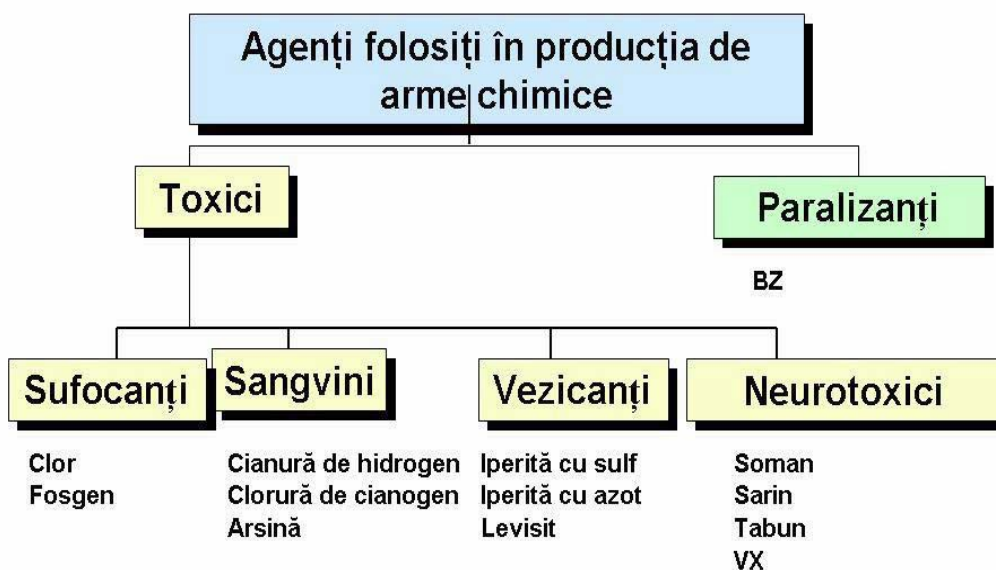 Agenți folosiți în producția de
arme chimice
Toxici
Paralizanți
BZ
Sufocanți
Clor
Fosgen
Sangvini
Cianură de hidrogen
Clorură de cianogen
Arsină
Vezicanți
Iperită cu sulf
Iperită cu azot
Levisit
Neurotoxici
Soman
Sarin
Tabun
VX